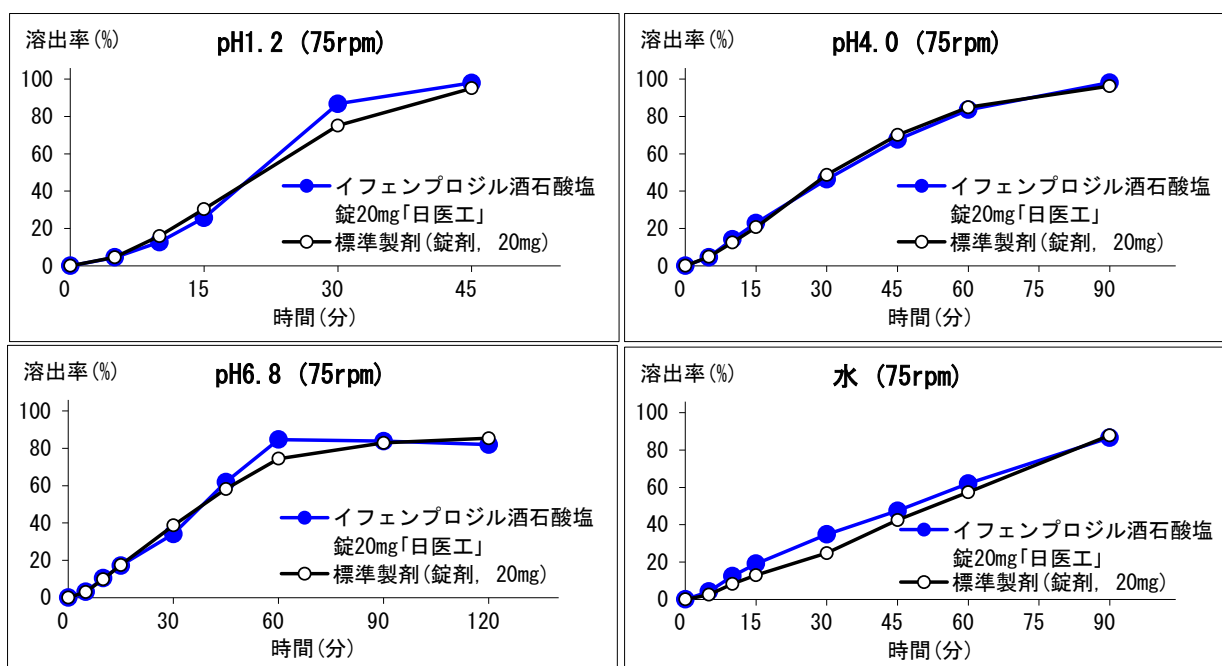 溶出率(%)
pH1.2 (75rpm)
100
80
60
40
20
0
イフェンプロジル酒石酸塩
錠20mg「日医工」
標準製剤(錠剤, 20mg)
0 15 30 45
時間(分)
溶出率(%)
pH4.0 (75rpm)
100
80
60
40
20
0
イフェンプロジル酒石酸塩
錠20mg「日医工」
標準製剤(錠剤, 20mg)
0 15 30 45 60 75 90
時間(分)
溶出率(%)
pH6.8 (75rpm)
100
80
60
40
20
0
イフェンプロジル酒石酸塩
錠20mg「日医工」
標準製剤(錠剤, 20mg)
0 30 60 90 120
時間(分)
溶出率(%)
水 (75rpm)
100
80
60
40
20
0
イフェンプロジル酒石酸塩
錠20mg「日医工」
標準製剤(錠剤, 20mg)
0 15 30 45 60 75 90
時間(分)